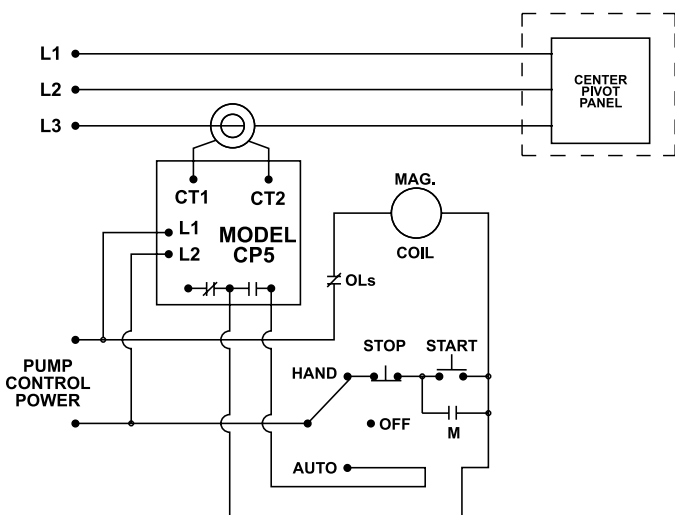 L1
L2
L3
CENTER
PIVOT
PANEL
CT1
CT2
L1
L2
MODEL
CP5
MAG.
COIL
OLs
PUMP
CONTROL
POWER
HAND
STOP
START
OFF
M
AUTO